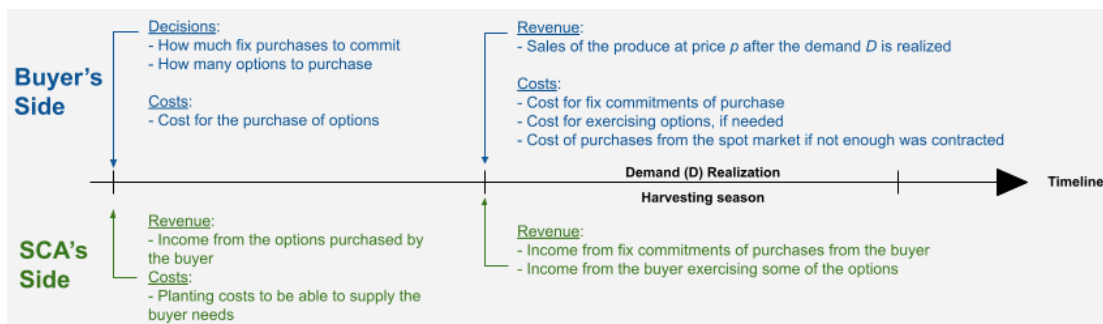 Buyer's
Side
Decisions:
- How much fix purchases to commit
- How many options to purchase
Costs:
- Cost for the purchase of options
Revenue:
- Sales of the produce at price p after the demand D is realized
Costs:
- Cost for fix commitments of purchase
- Cost for exercising options, if needed
- Cost of purchases from the spot market if not enough was contracted
Demand (D) Realization
Harvesting season
Timeline
SCA's
Side
Revenue:
- Income from the options purchased by
the buyer
Costs:
- Planting costs to be able to supply the
buyer needs
Revenue:
- Income from fix commitments of purchases from the buyer
- Income from the buyer exercising some of the options